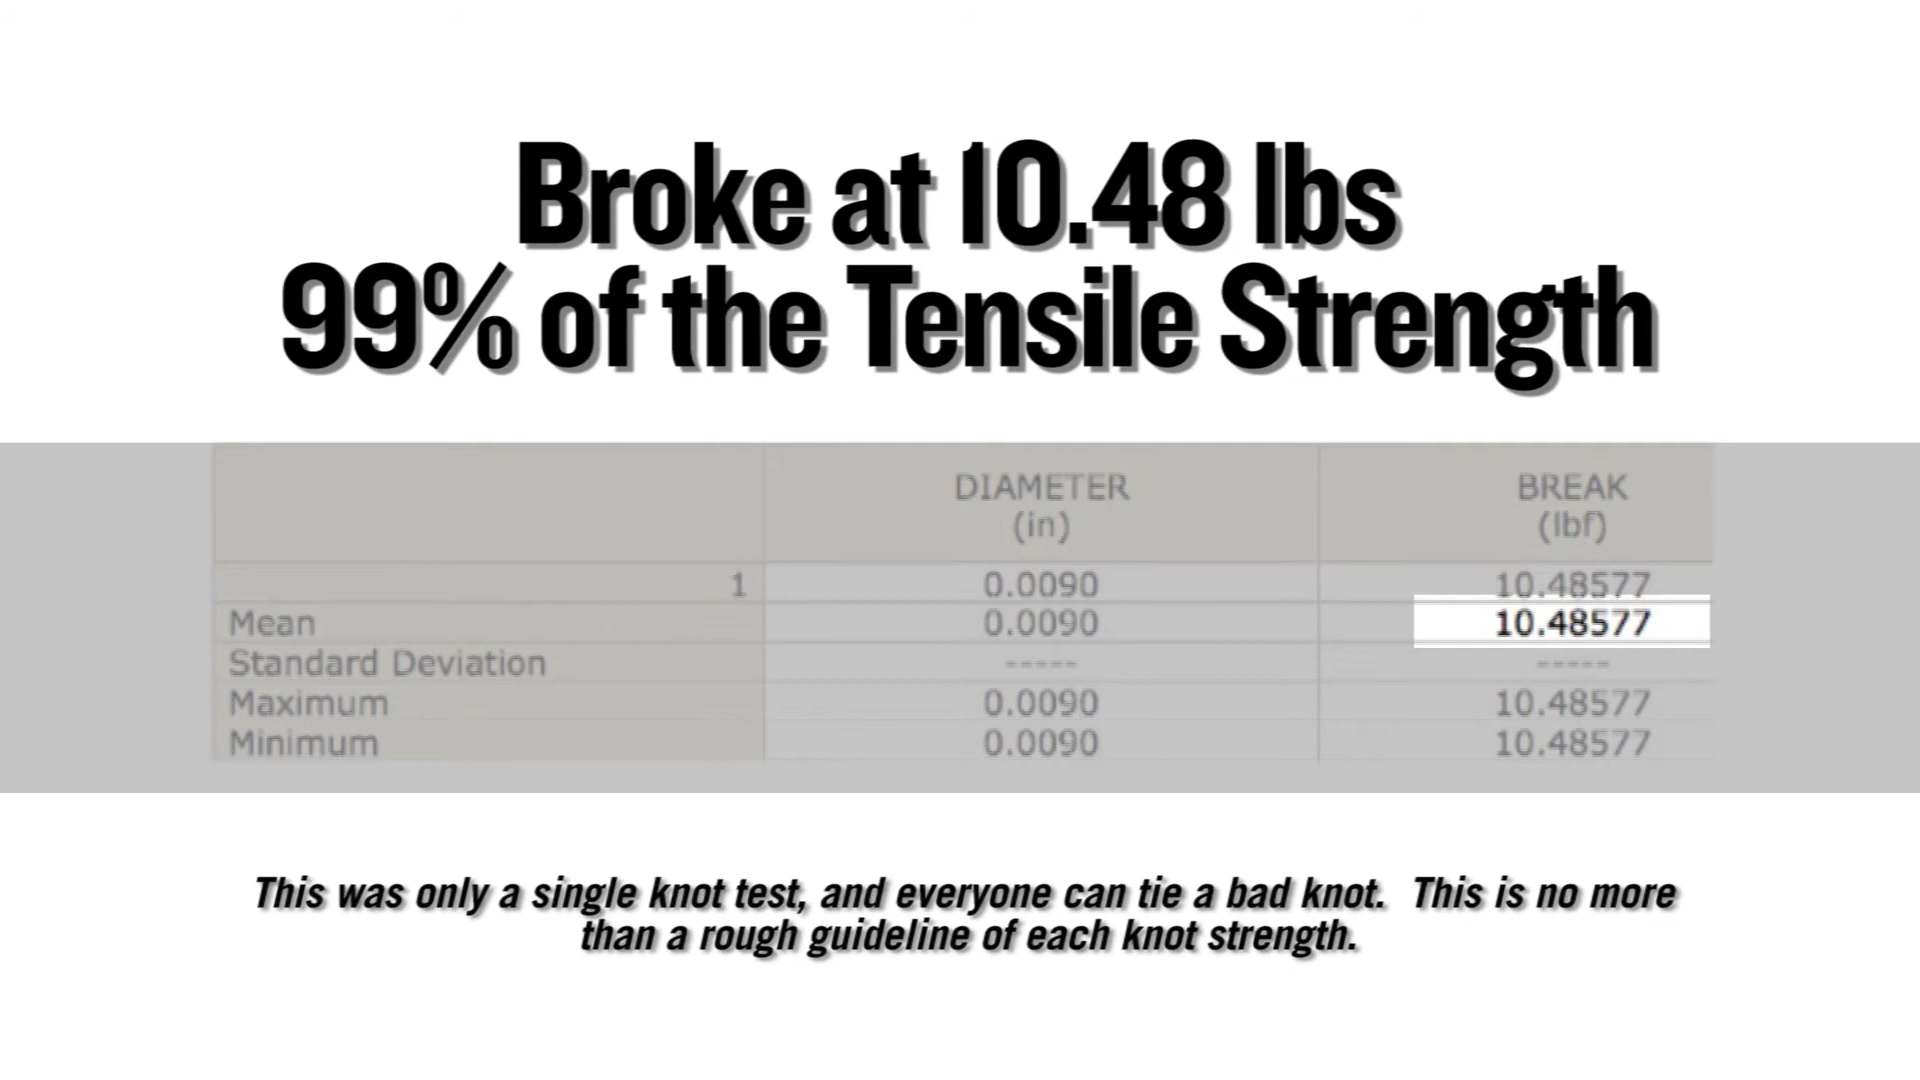 Broke at 10.48 lbs
99% of the Tensile Strength
DIAMETER BREAK
(in) (lbf)
1 0.0090 10.48577
Mean 0.0090 10.48577
Standard Deviation ----- -----
Maximum 0.0090 10.48577
Minimum 0.0090 10.48577
This was only a single knot test, and everyone can tie a bad knot. This is no more
than a rough guideline of each knot strength.